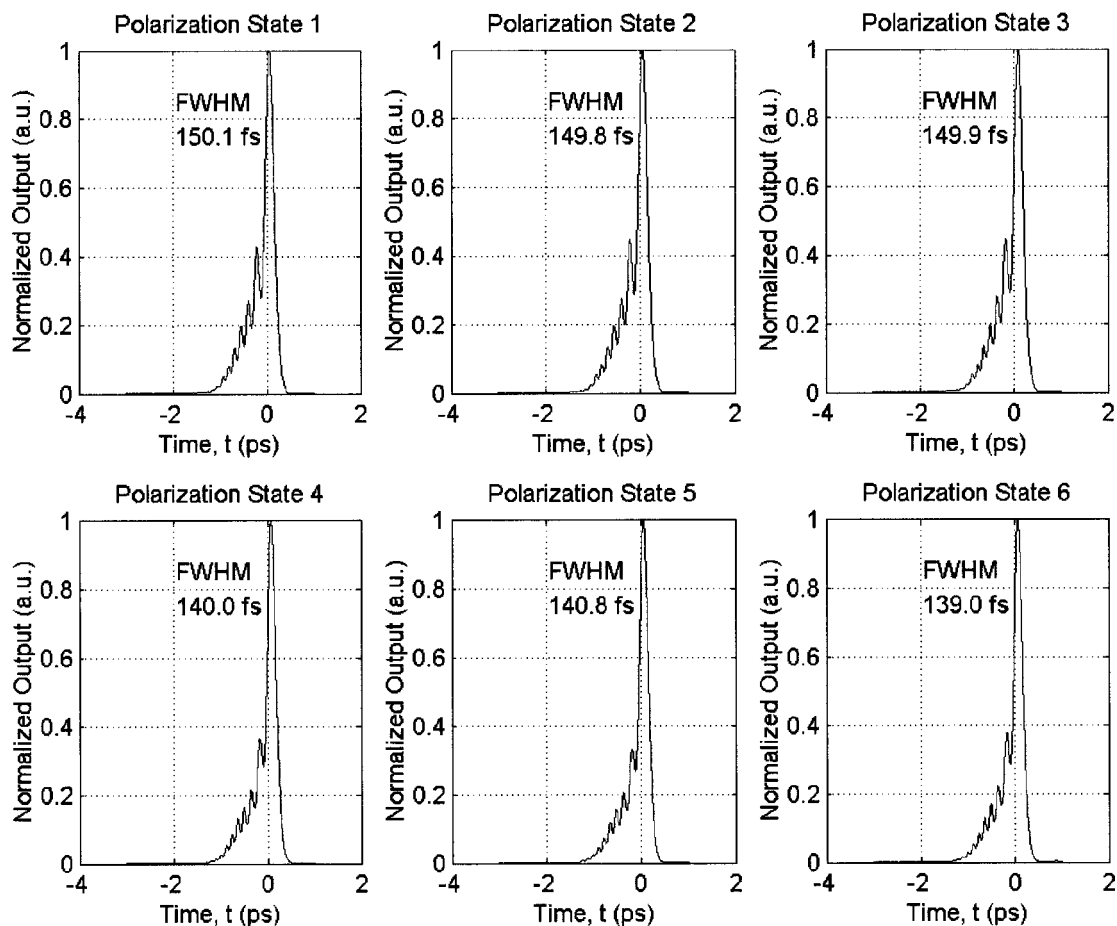 Polarization State 1
Normalized Output (a.u.)
1
0.8
0.6
0.4
0.2
0
FWHM
150.1 fs
-4
-2
0
2
Time, t (ps)
Polarization State 2
Normalized Output (a.u.)
1
0.8
0.6
0.4
0.2
0
FWHM
149.8 fs
-4
-2
0
2
Time, t (ps)
Polarization State 3
Normalized Output (a.u.)
1
0.8
0.6
0.4
0.2
0
FWHM
149.9 fs
-4
-2
0
2
Time, t (ps)
Polarization State 4
Normalized Output (a.u.)
1
0.8
0.6
0.4
0.2
0
FWHM
140.0 fs
-4
-2
0
2
Time, t (ps)
Polarization State 5
Normalized Output (a.u.)
1
0.8
0.6
0.4
0.2
0
FWHM
140.8 fs
-4
-2
0
2
Time, t (ps)
Polarization State 6
Normalized Output (a.u.)
1
0.8
0.6
0.4
0.2
0
FWHM
139.0 fs
-4
-2
0
2
Time, t (ps)